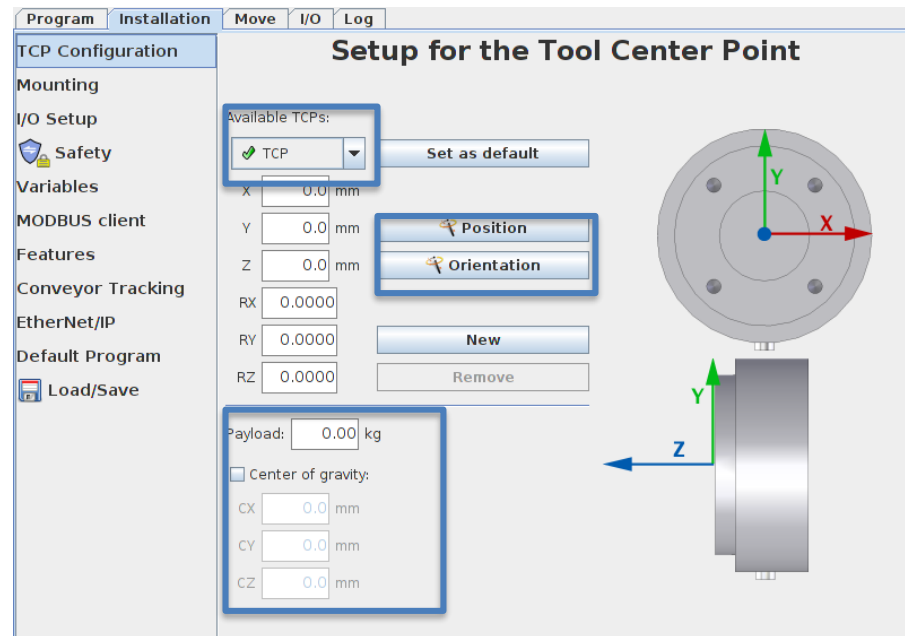 Program Installation Move I/O Log
TCP Configuration
Mounting
I/O Setup
Safety
Variables
MODBUS client
Features
Conveyor Tracking
EtherNet/IP
Default Program
Load/Save
Setup for the Tool Center Point
Available TCPs:
TCP Set as default
X 0.0 mm
Y 0.0 mm Position
Z 0.0 mm Orientation
RX 0.0000
RY 0.0000 New
RZ 0.0000 Remove
Payload: 0.00 kg
Center of gravity:
CX 0.0 mm
CY 0.0 mm
CZ 0.0 mm
Y
X
Y
Z